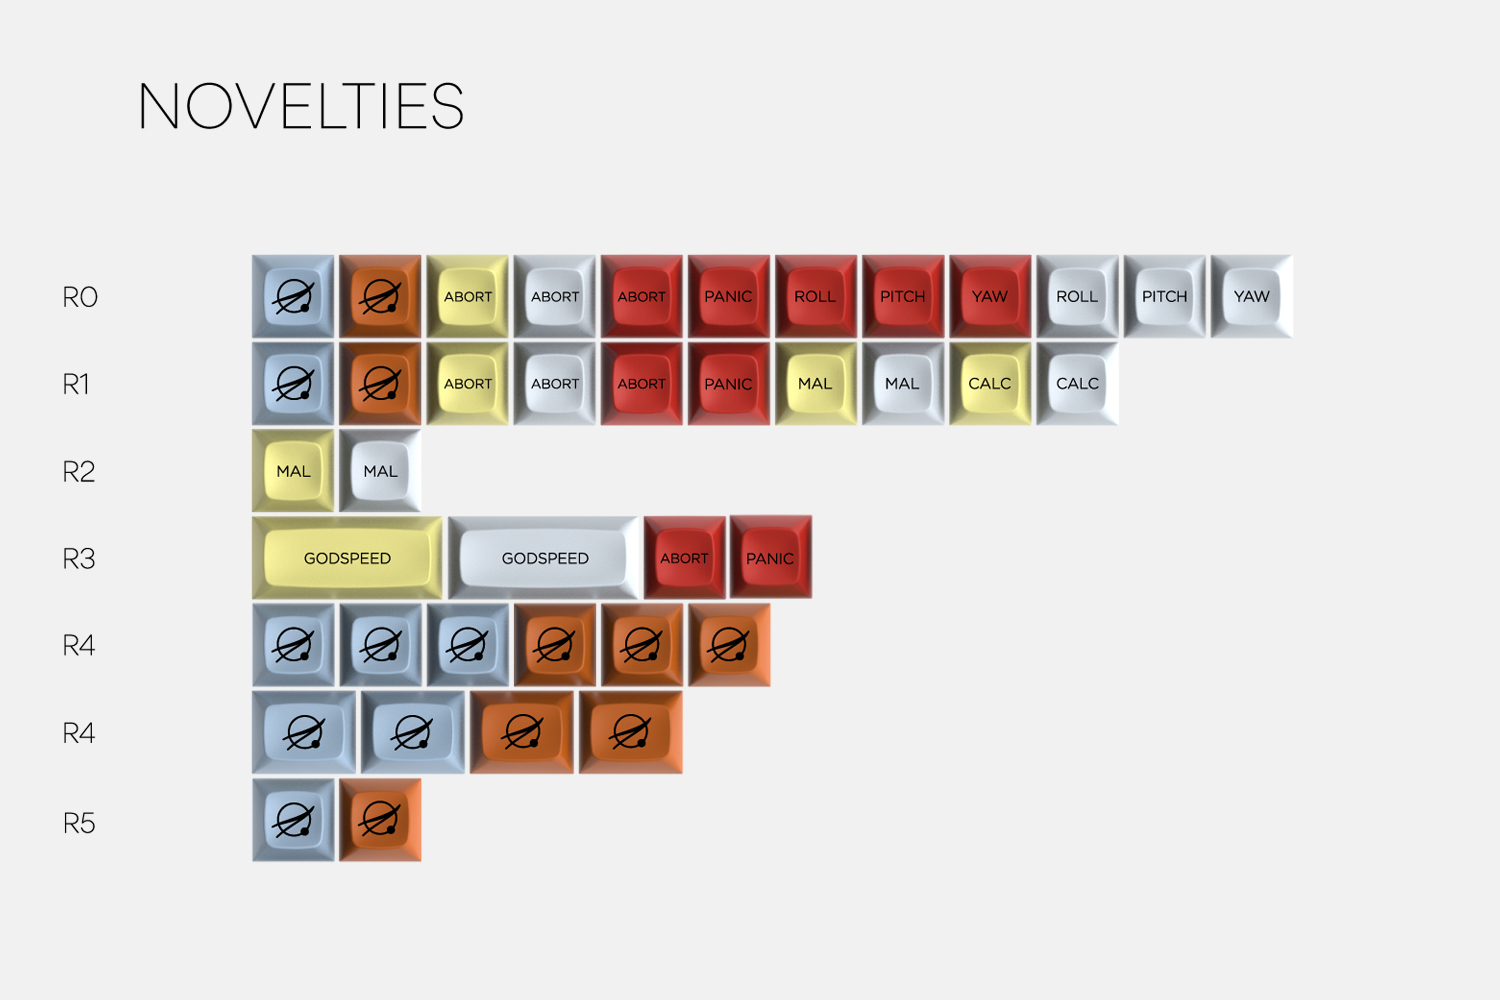 NOVELTIES
R0 ABORT ABORT ABORT PANIC ROLL PITCH YAW ROLL PITCH YAW
R1 ABORT ABORT ABORT PANIC MAL MAL CALC CALC
R2 MAL MAL
R3 GODSPEED GODSPEED ABORT PANIC
R4
R4
R5